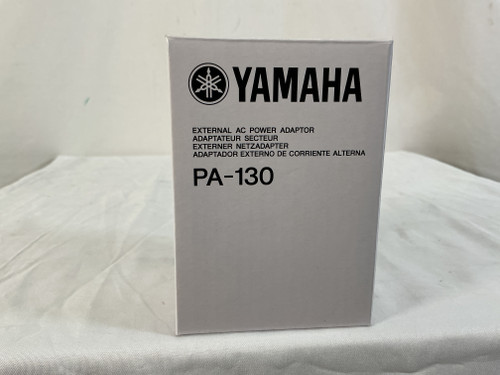 YAMAHA
EXTERNAL AC POWER ADAPTOR
ADAPTATEUR SECTEUR
EXTERNER NETZADAPTER
ADAPTADOR EXTERNO DE CORRIENTE ALTERNA
PA-130